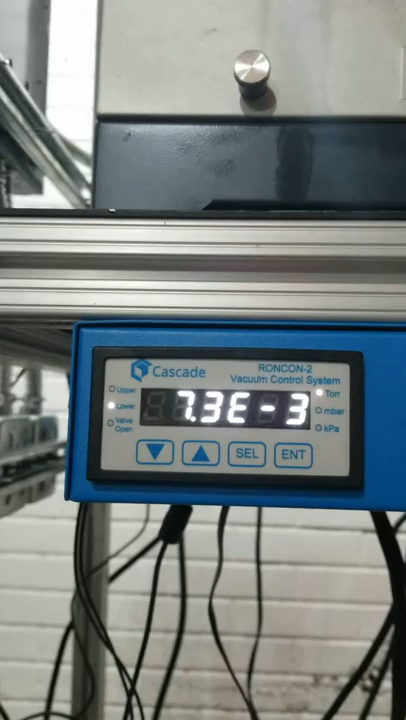 Cascade
RONCON-2
Vacuum Control System
Upper
Lower
Valve
Open
7.3E-3
Torr
mbar
kPa
SEL
ENT